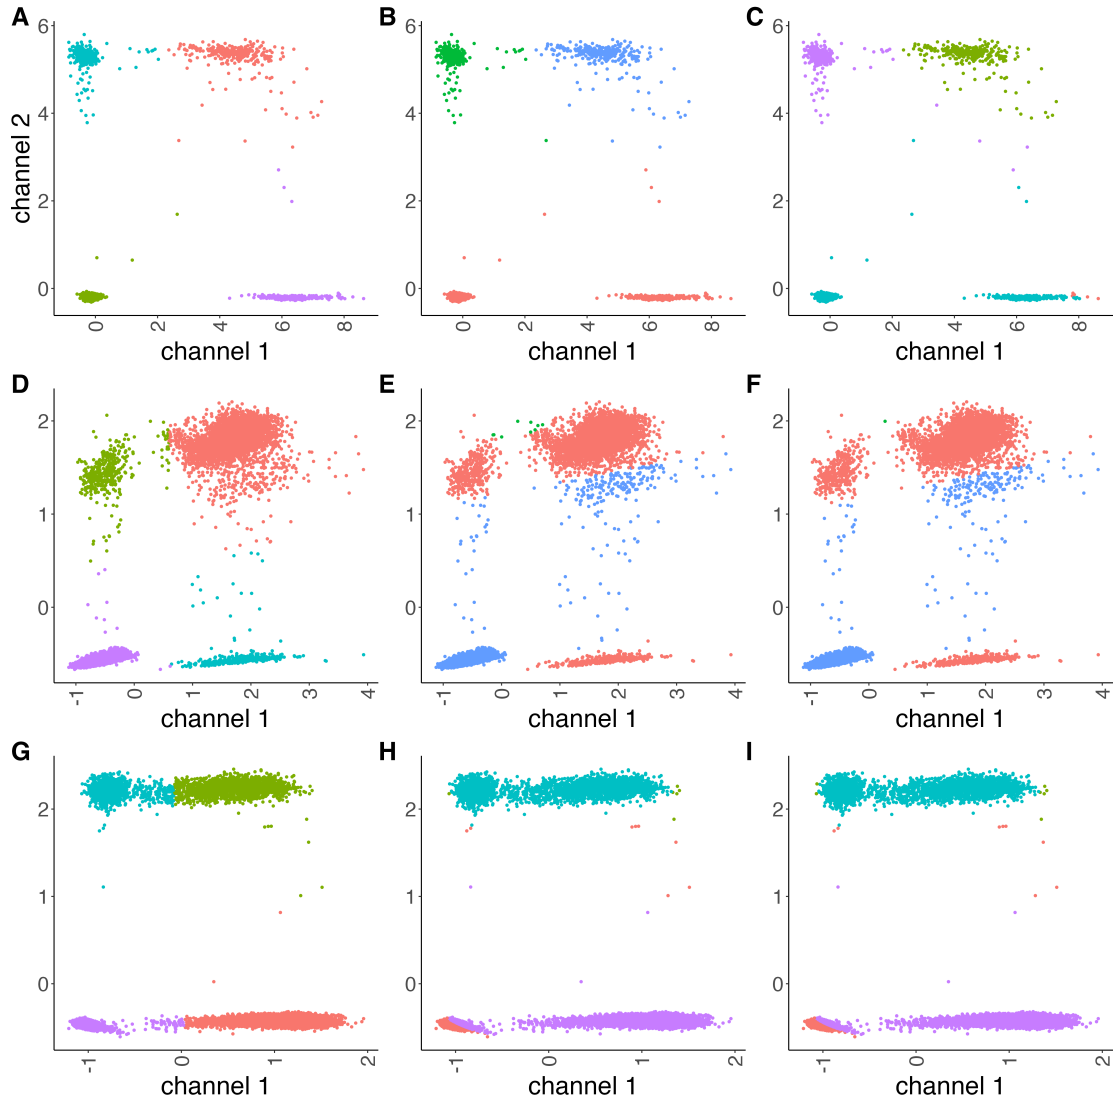 A B C
6 6 6
4 4 4
channel 2
2 2 2
0 0 0
0 2 4 6 8 0 2 4 6 8 0 2 4 6 8
channel 1 channel 1 channel 1
D E F
2 2 2
1 1 1
0 0 0
-1 0 1 2 3 4 -1 0 1 2 3 4 -1 0 1 2 3 4
channel 1 channel 1 channel 1
G H I
2 2 2
1 1 1
0 0 0
-1 0 1 2 -1 0 1 2 -1 0 1 2
channel 1 channel 1 channel 1